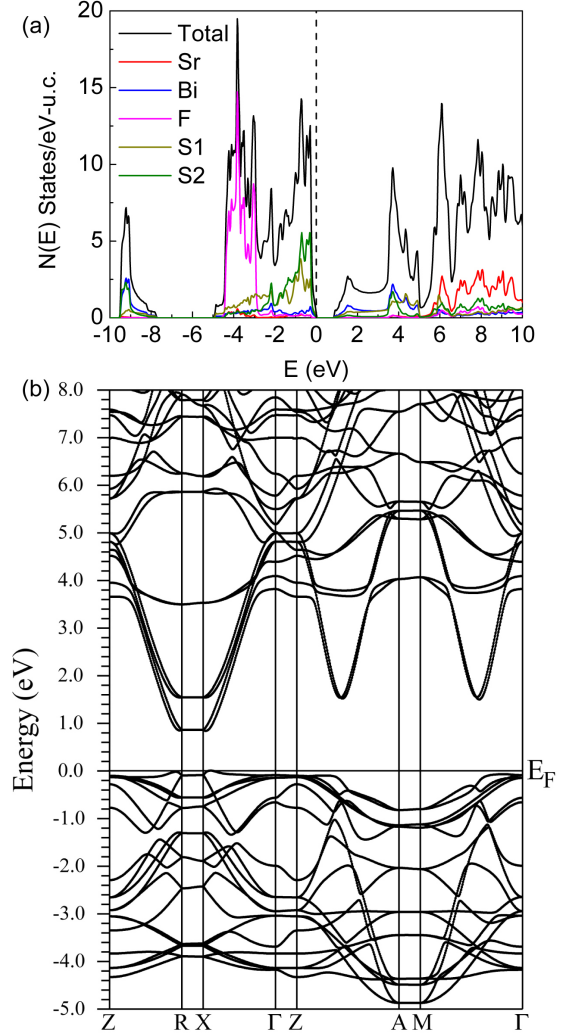 (a)
Total
Sr
Bi
F
S1
S2
N(E) States/eV-u.c.
20
15
10
5
0
-10 -8 -6 -4 -2 0 2 4 6 8 10
E (eV)
(b)
Energy (eV)
8.0
7.0
6.0
5.0
4.0
3.0
2.0
1.0
0.0
E_F
-1.0
-2.0
-3.0
-4.0
-5.0
Z R X Γ Z A M Γ